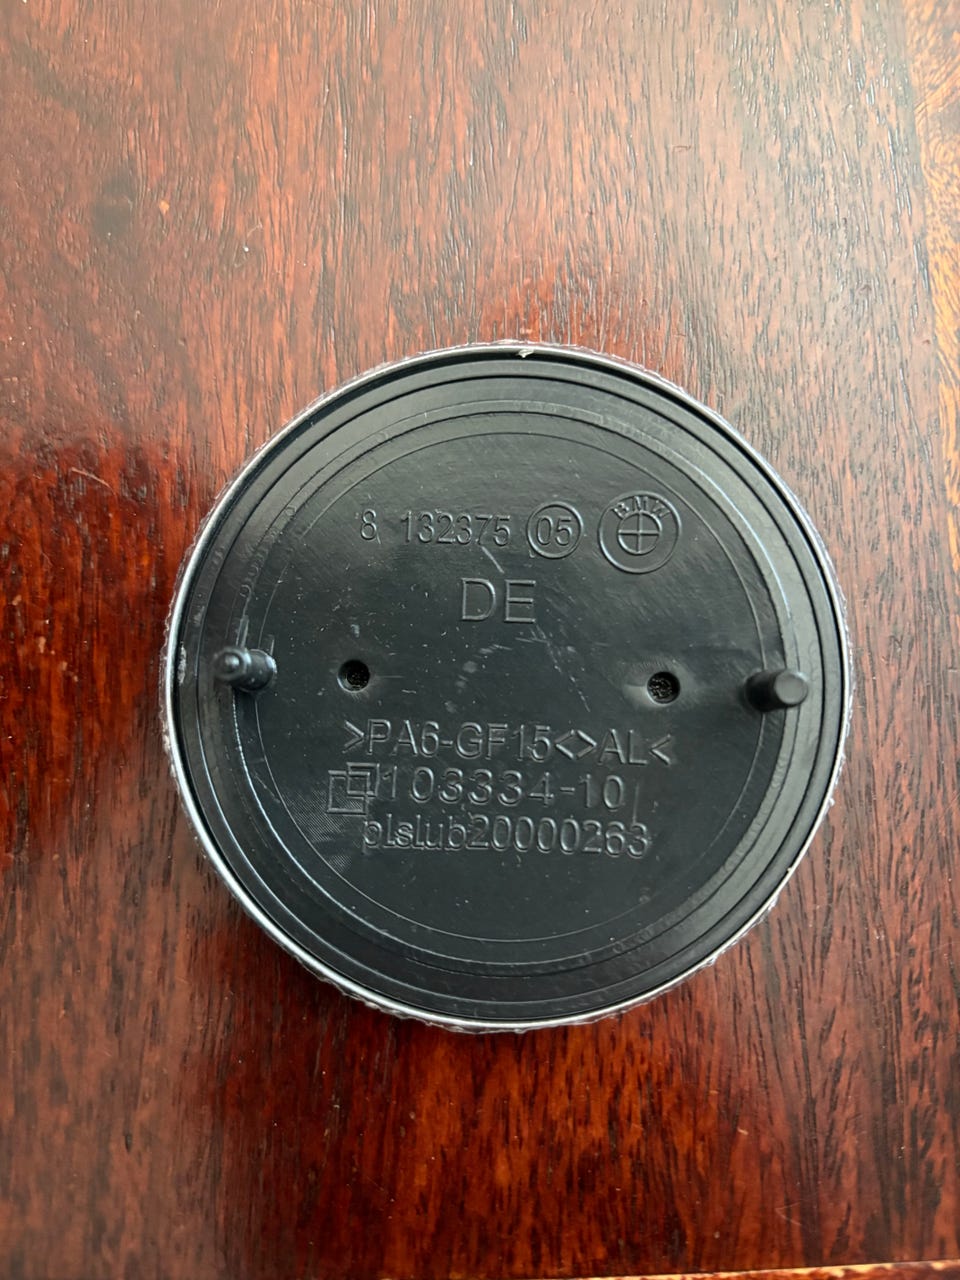 8 132375 05 BMW
DE
>PA6-GF15<>AL<
103334-10
plslub20000263